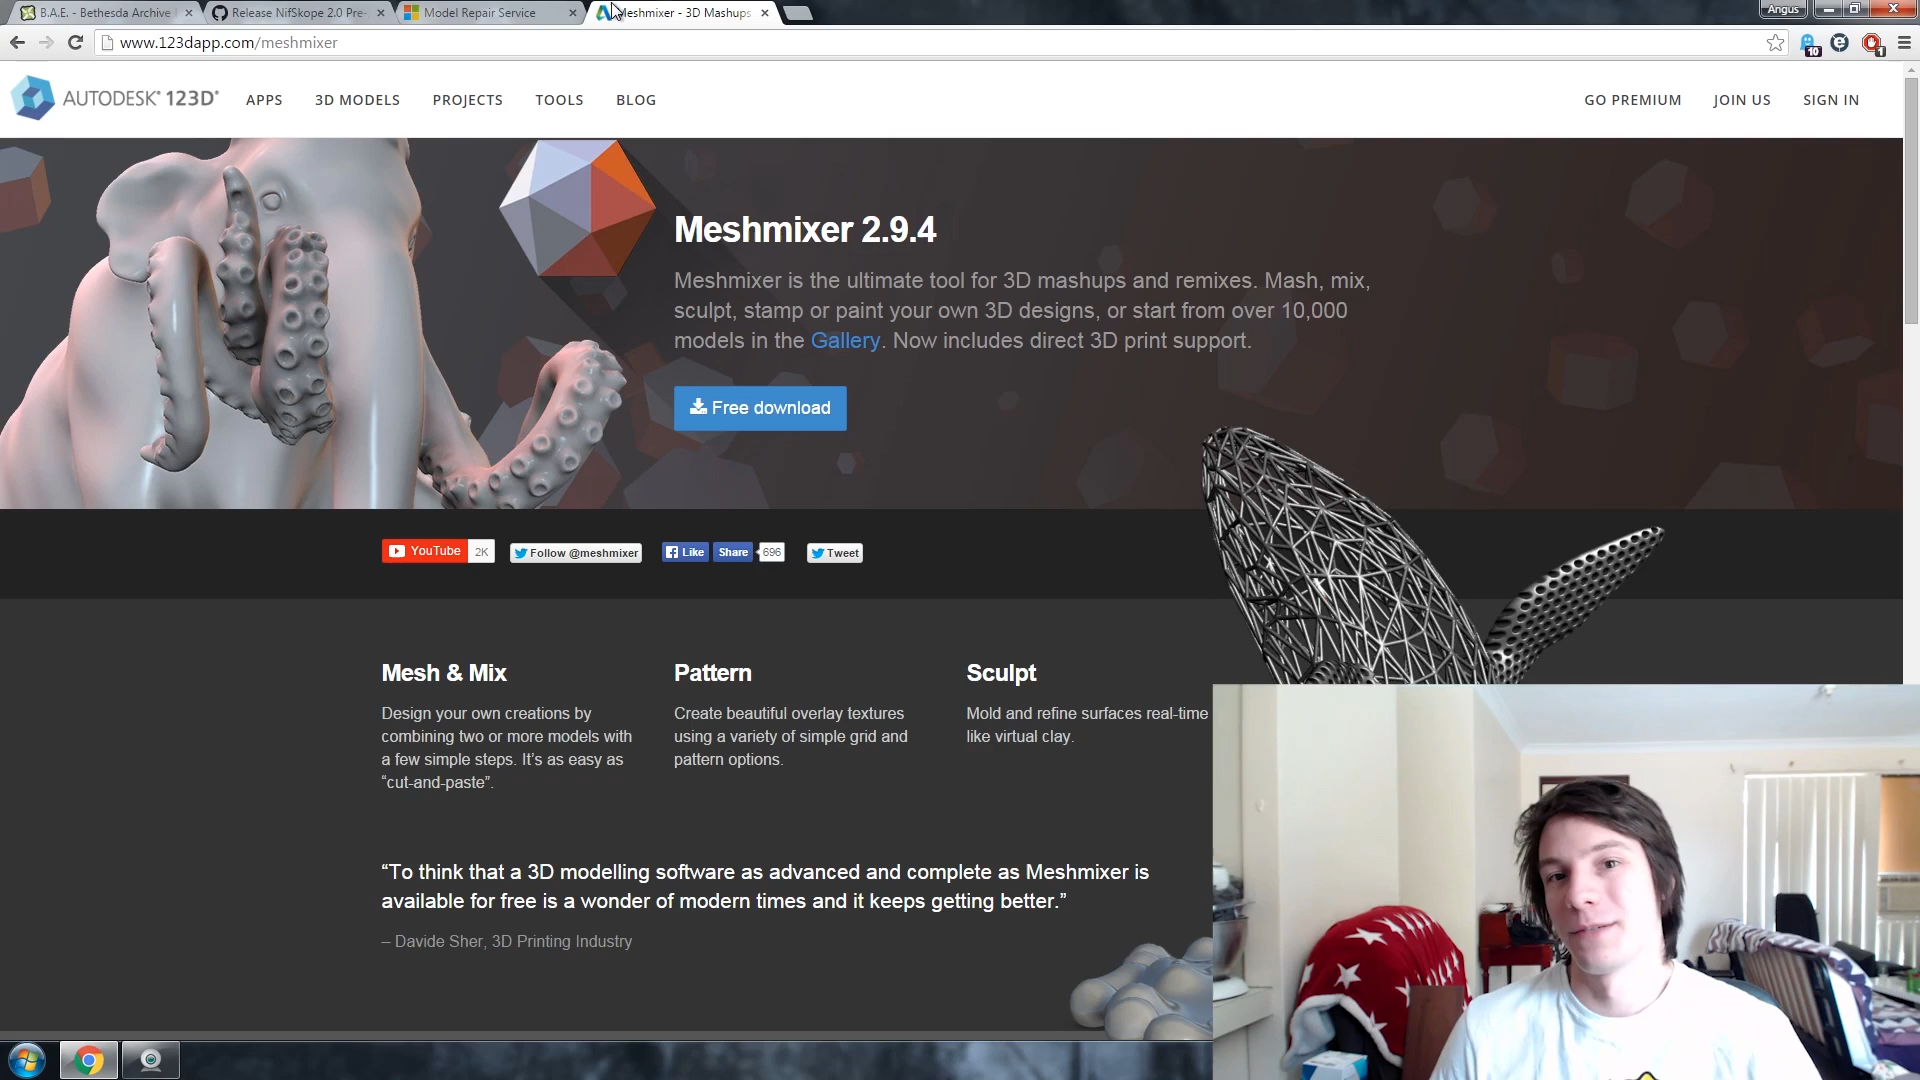 B.A.E. - Bethesda Archive
Release NifSkope 2.0 Pre-
Model Repair Service
Meshmixer - 3D Mashups
Angus
www.123dapp.com/meshmixer
10
1
AUTODESK® 123D®
APPS
3D MODELS
PROJECTS
TOOLS
BLOG
GO PREMIUM
JOIN US
SIGN IN
Meshmixer 2.9.4
Meshmixer is the ultimate tool for 3D mashups and remixes. Mash, mix,
sculpt, stamp or paint your own 3D designs, or start from over 10,000
models in the Gallery. Now includes direct 3D print support.
Free download
YouTube 2K
Follow @meshmixer
Like
Share
696
Tweet
Mesh & Mix
Design your own creations by
combining two or more models with
a few simple steps. It’s as easy as
“cut-and-paste”.
Pattern
Create beautiful overlay textures
using a variety of simple grid and
pattern options.
Sculpt
Mold and refine surfaces real-time
like virtual clay.
“To think that a 3D modelling software as advanced and complete as Meshmixer is
available for free is a wonder of modern times and it keeps getting better.”
– Davide Sher, 3D Printing Industry